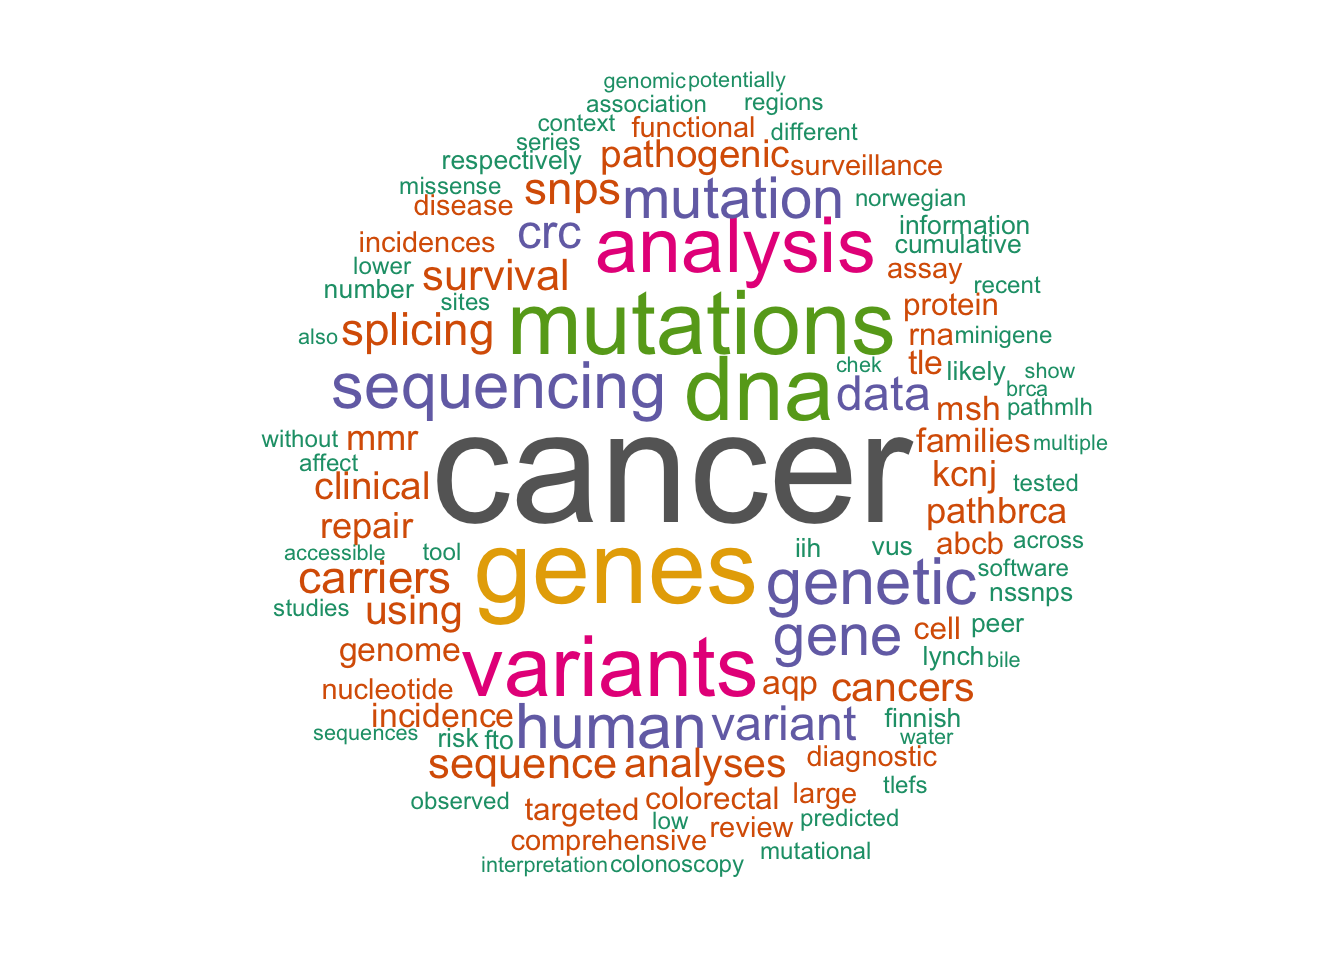 genomic potentially
association regions
context functional different
series
respectively pathogenic surveillance
missense snps mutation norwegian
disease
incidences crc analysis information
cumulative
lower survival assay
number sites recent
also splicing mutations protein
rna minigene
sequencing dna chek tle likely show
data brca
msh pathmlh
without mmr cancer families multiple
affect
clinical kcnj tested
repair pathbrca
accessible tool iih vus abcb across
carriers genes genetic software
studies using nssnps
gene cell peer
genome variants lynch bile
nucleotide aqp cancers
incidence human variant finnish
sequences risk fto water
sequence analyses diagnostic
observed targeted colorectal large tlefs
low predicted
comprehensive review
interpretation colonoscopy mutational